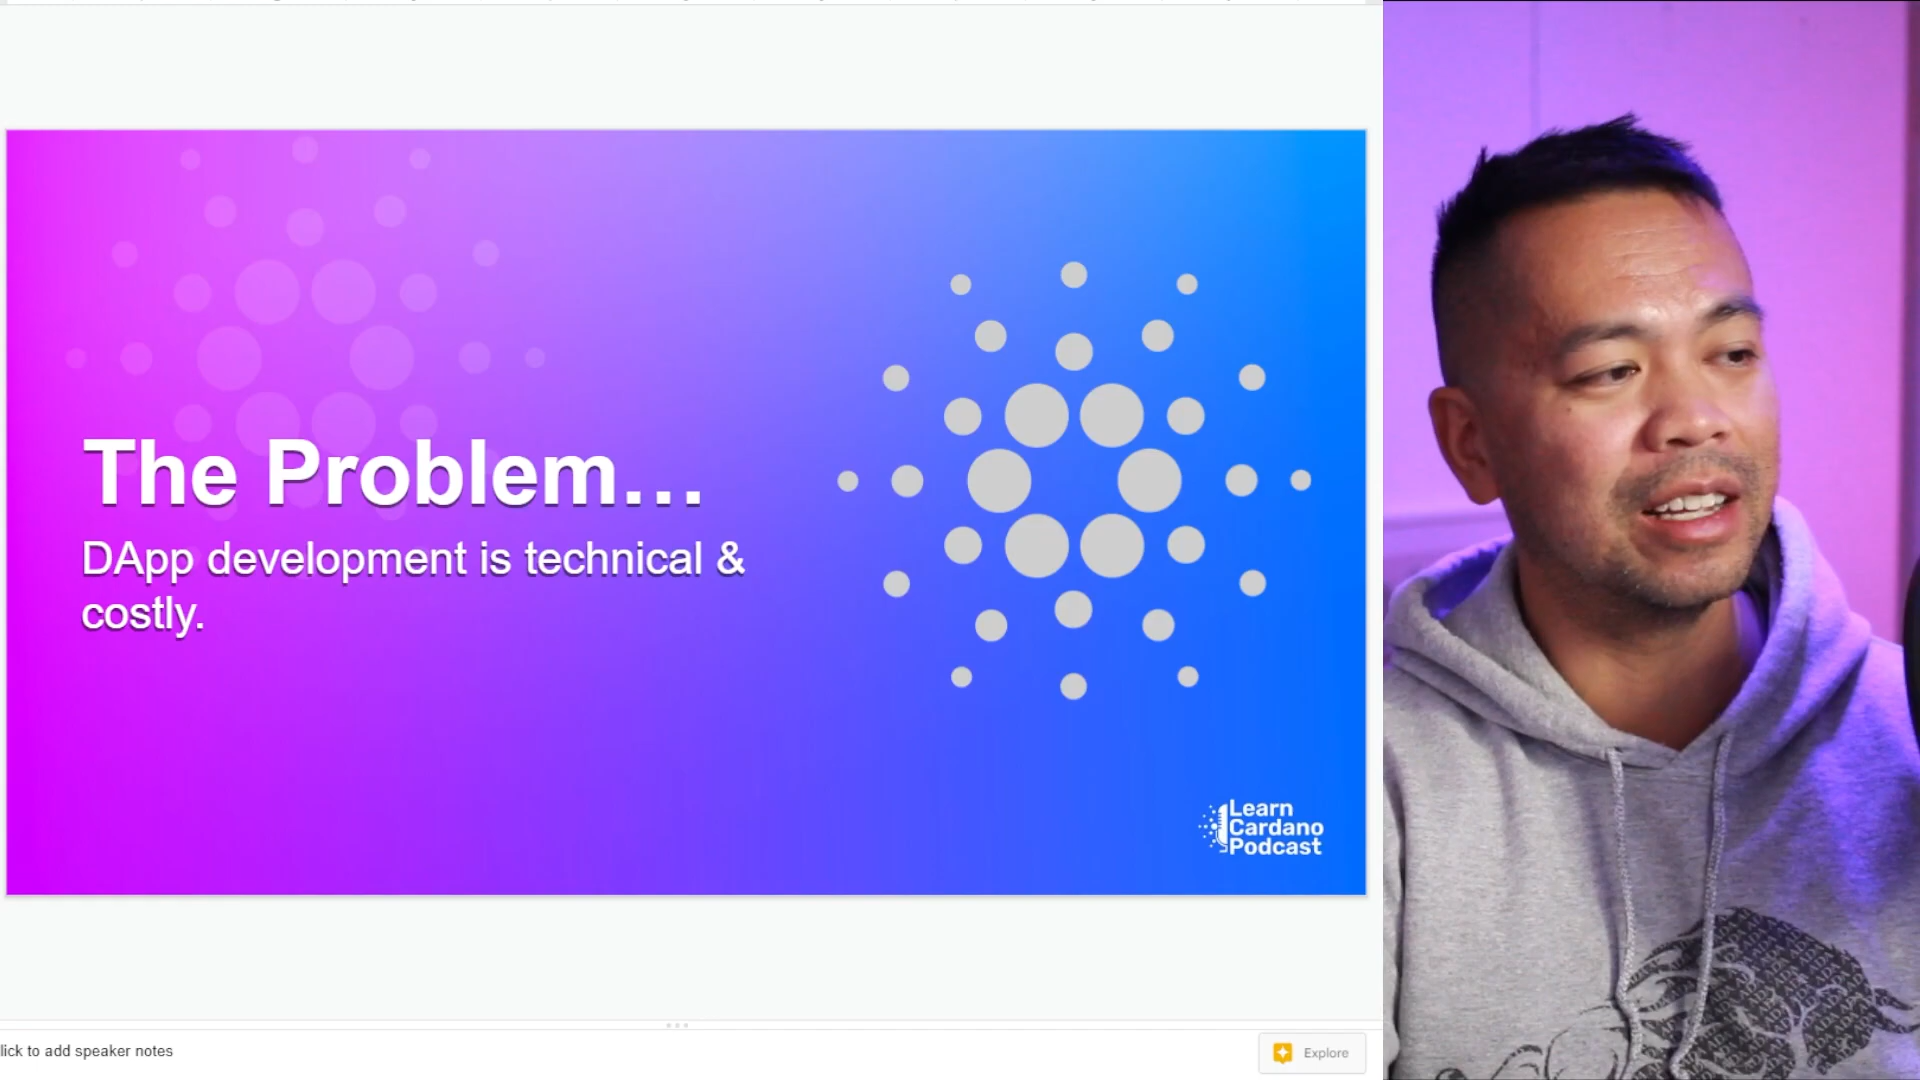 The Problem...
DApp development is technical &
costly.
Learn
Cardano
Podcast
lick to add speaker notes
Explore